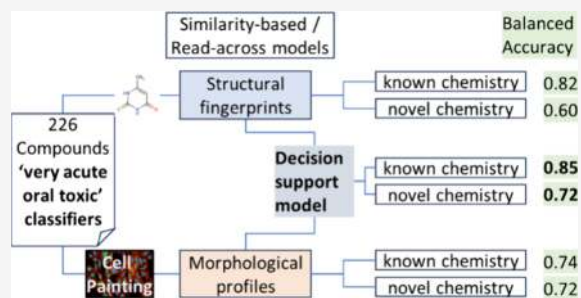 Similarity-based /
Read-across models
Balanced
Accuracy
Structural
fingerprints
known chemistry 0.82
novel chemistry 0.60
226
Compounds
'very acute
oral toxic'
classifiers
Decision
support
model
known chemistry 0.85
novel chemistry 0.72
Cell
Painting
Morphological
profiles
known chemistry 0.74
novel chemistry 0.72